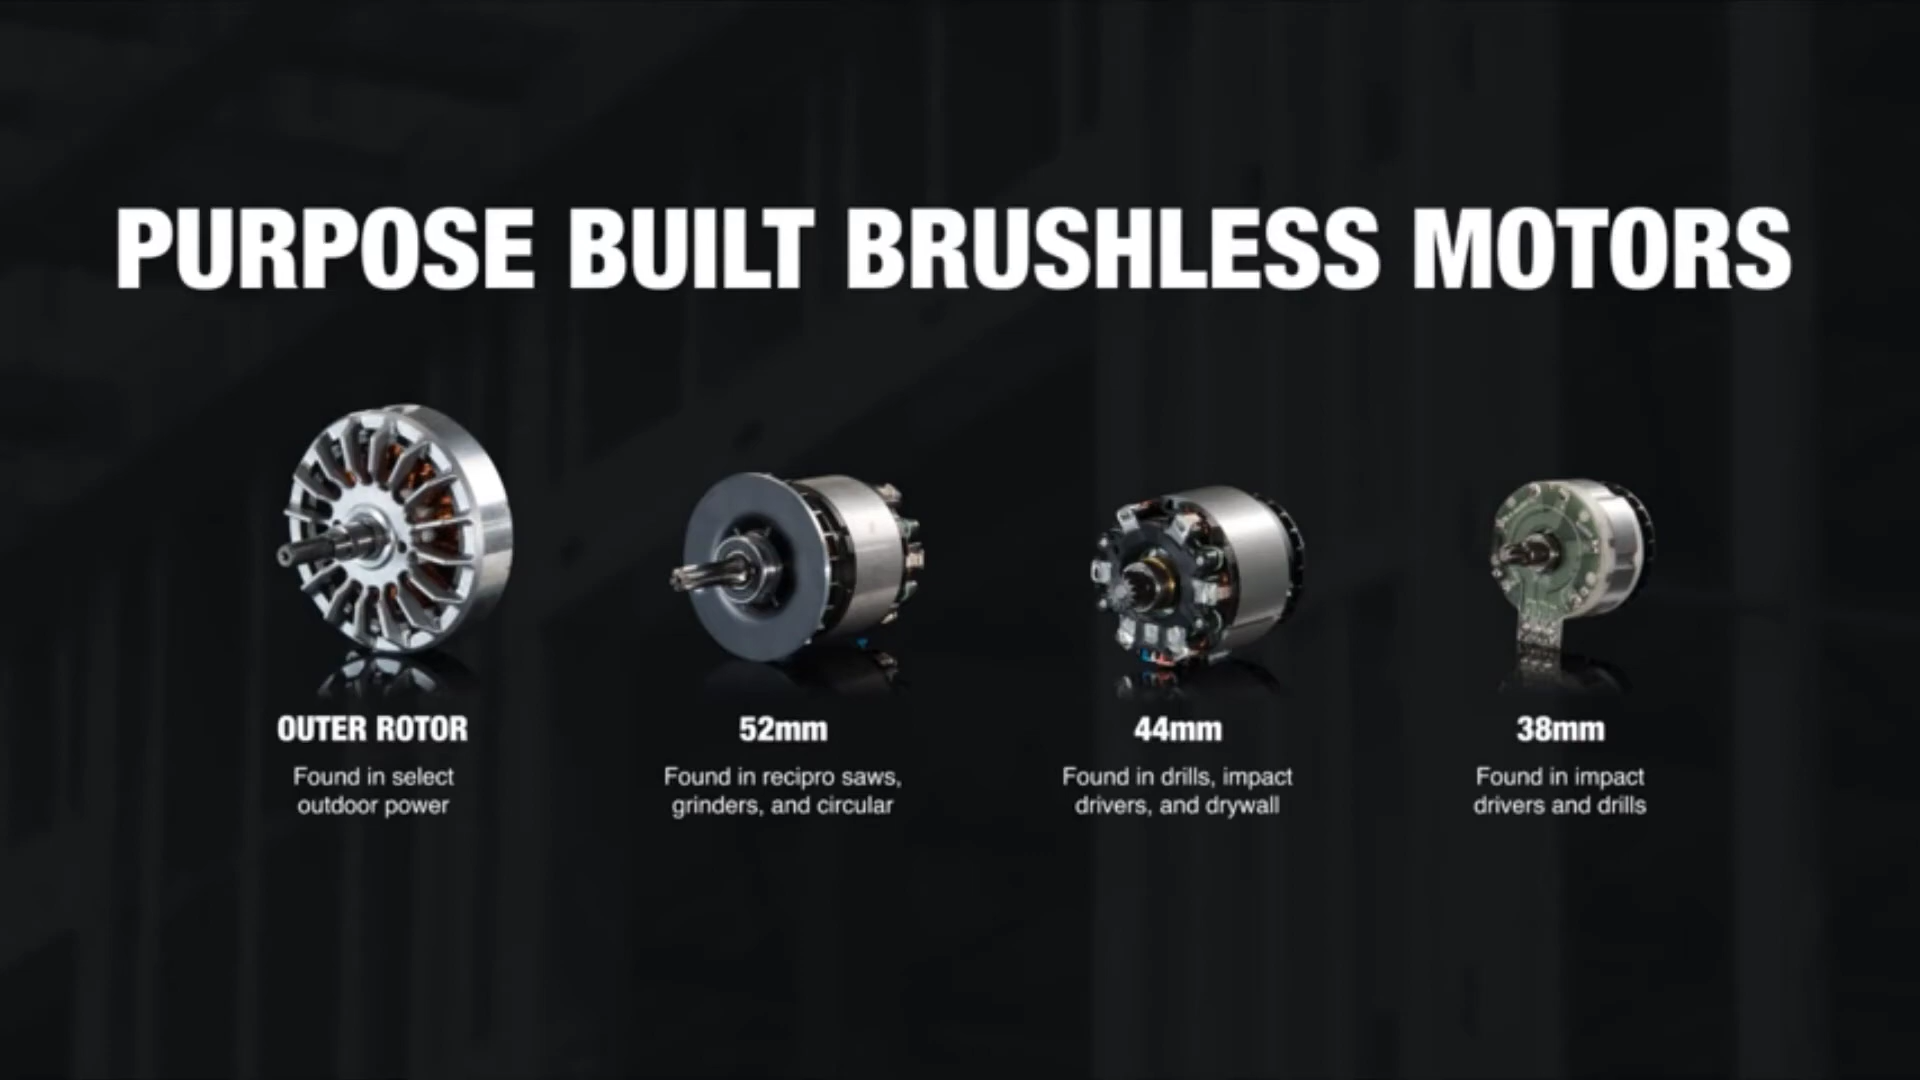 PURPOSE BUILT BRUSHLESS MOTORS
OUTER ROTOR
Found in select
outdoor power
52mm
Found in recipro saws,
grinders, and circular
44mm
Found in drills, impact
drivers, and drywall
38mm
Found in impact
drivers and drills